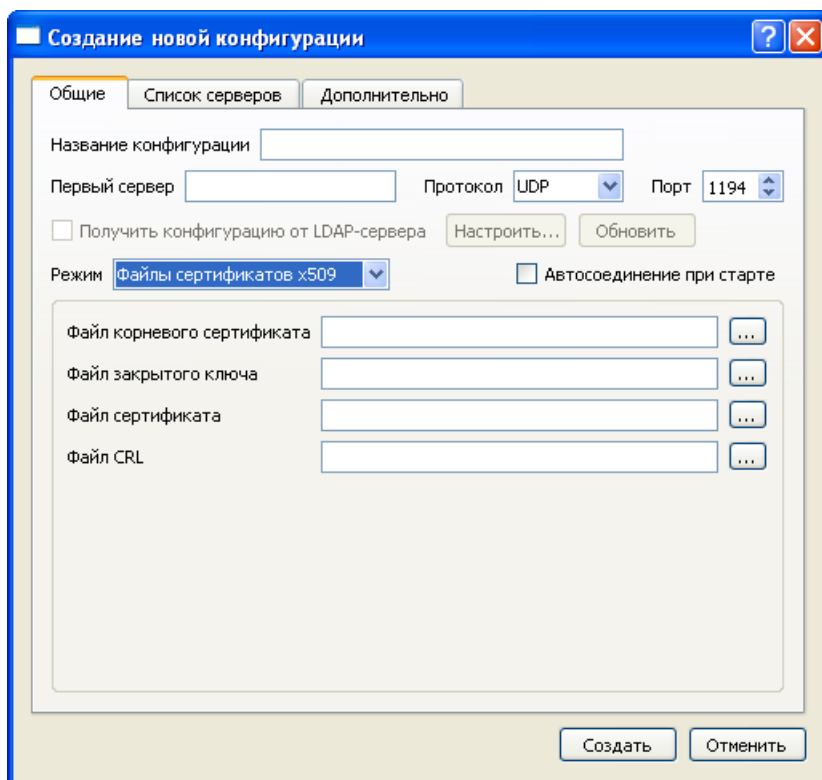 Создание новой конфигурации
Общие Список серверов Дополнительно
Название конфигурации
Первый сервер Протокол UDP Порт 1194
Получить конфигурацию от LDAP-сервера Настроить... Обновить
Режим Файлы сертификатов x509 Автосоединение при старте
Файл корневого сертификата ...
Файл закрытого ключа ...
Файл сертификата ...
Файл CRL ...
Создать Отменить